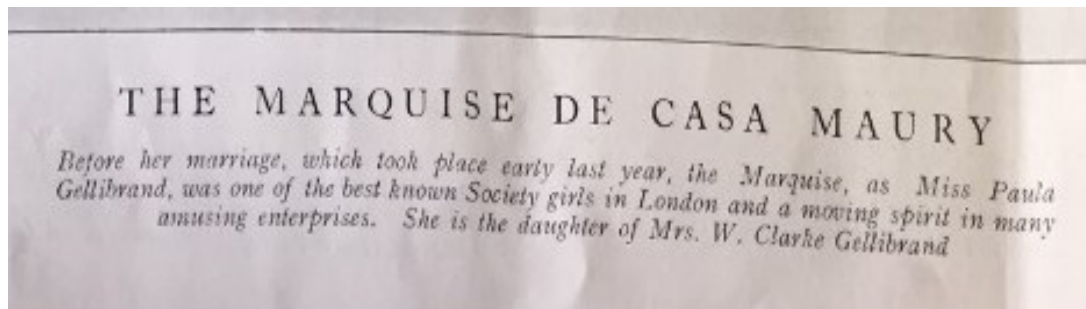 THE MARQUISE DE CASA MAURY
Before her marriage, which took place early last year, the Marquise, as Miss Paula
Gellibrand, was one of the best known Society girls in London and a moving spirit in many
amusing enterprises. She is the daughter of Mrs. W. Clarke Gellibrand